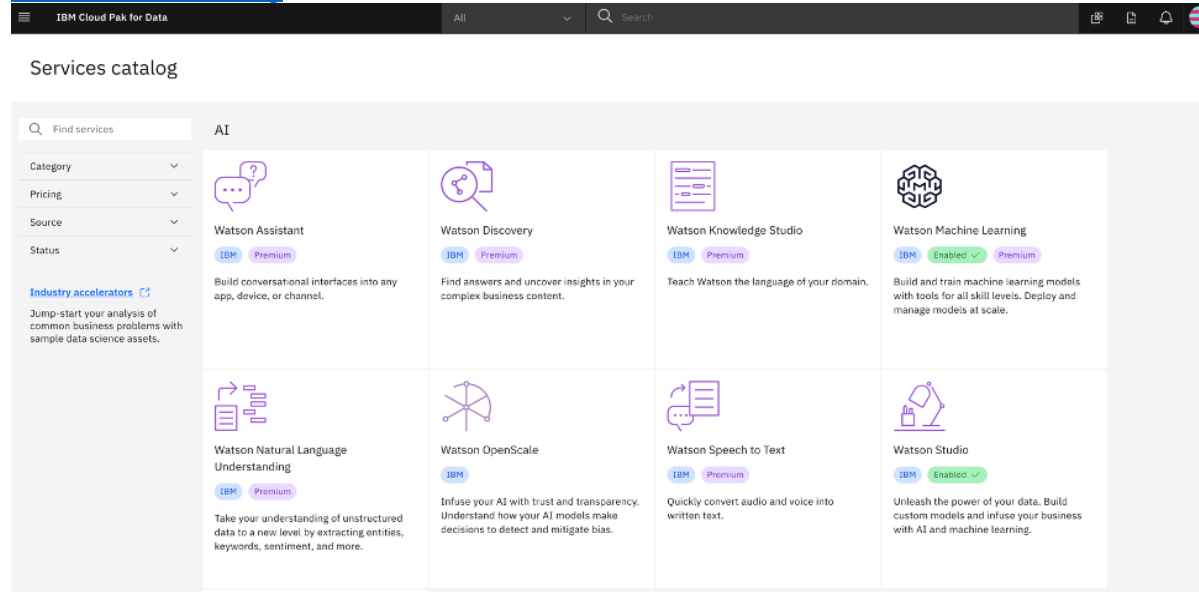 IBM Cloud Pak for Data
All
Search
Services catalog
Find services
Category
Pricing
Source
Status
Industry accelerators
Jump-start your analysis of
common business problems with
sample data science assets.
AI
?
Watson Assistant
IBM Premium
Build conversational interfaces into any
app, device, or channel.
Watson Discovery
IBM Premium
Find answers and uncover insights in your
complex business content.
Watson Knowledge Studio
IBM Premium
Teach Watson the language of your domain.
M
Watson Machine Learning
IBM Enabled Premium
Build and train machine learning models
with tools for all skill levels. Deploy and
manage models at scale.
Watson Natural Language
Understanding
IBM Premium
Take your understanding of unstructured
data to a new level by extracting entities,
keywords, sentiment, and more.
Watson OpenScale
IBM
Infuse your AI with trust and transparency.
Understand how your AI models make
decisions to detect and mitigate bias.
Watson Speech to Text
IBM Premium
Quickly convert audio and voice into
written text.
Watson Studio
IBM Enabled
Unleash the power of your data. Build
custom models and infuse your business
with AI and machine learning.